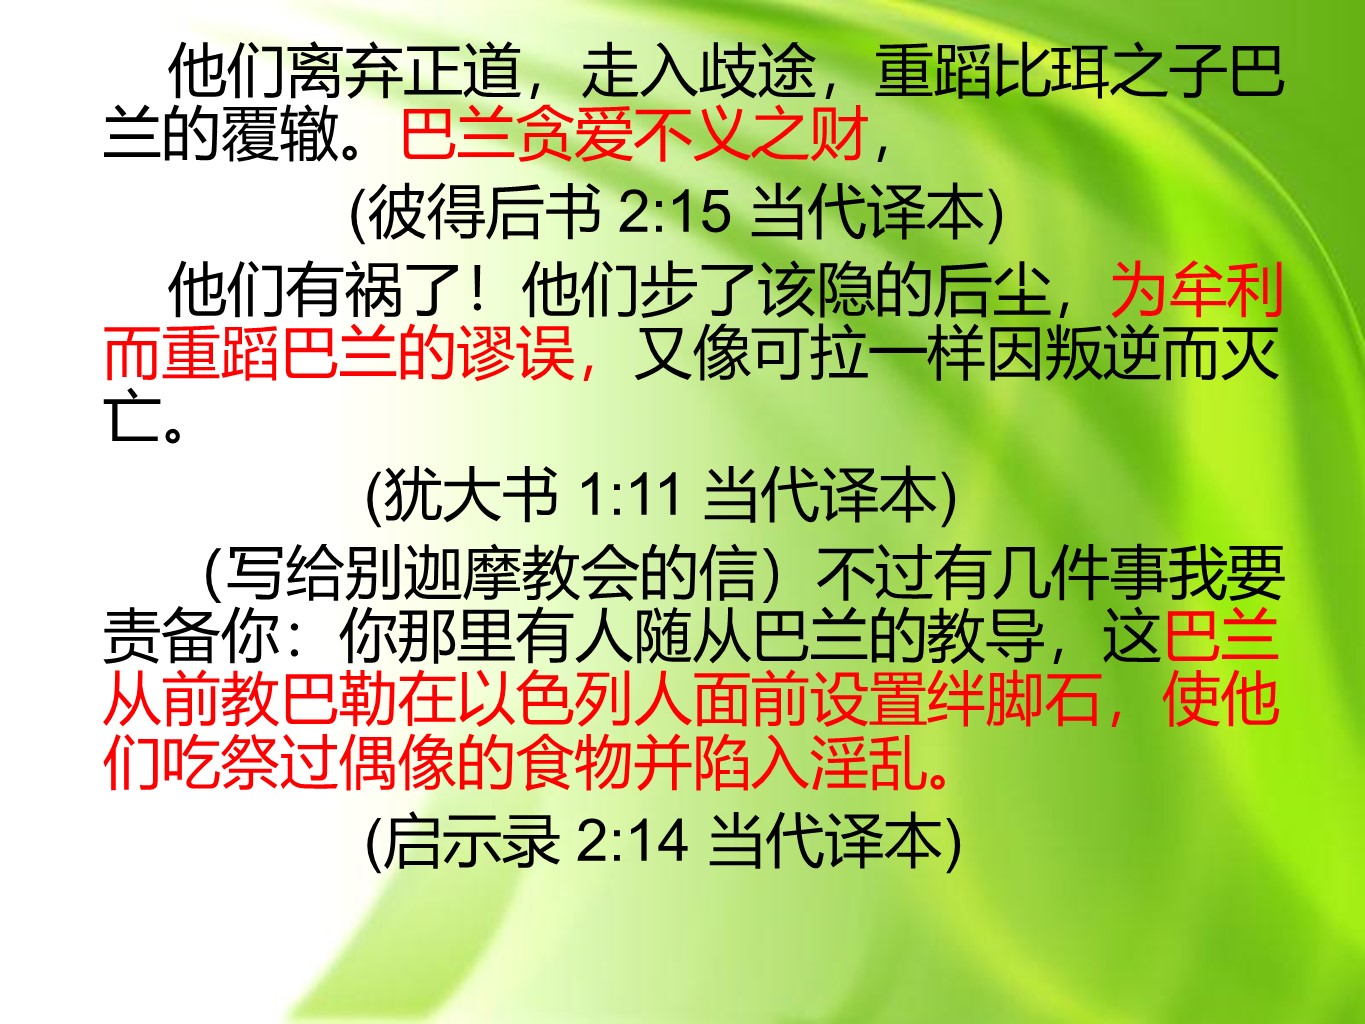 他们离弃正道，走入歧途，重蹈比珥之子巴
兰的覆辙。巴兰贪爱不义之财，
(彼得后书 2:15 当代译本)
他们有祸了！他们步了该隐的后尘，为牟利
而重蹈巴兰的谬误，又像可拉一样因叛逆而灭
亡。
(犹大书 1:11 当代译本)
（写给别迦摩教会的信）不过有几件事我要
责备你：你那里有人随从巴兰的教导，这巴兰
从前教巴勒在以色列人面前设置绊脚石，使他
们吃祭过偶像的食物并陷入淫乱。
(启示录 2:14 当代译本)